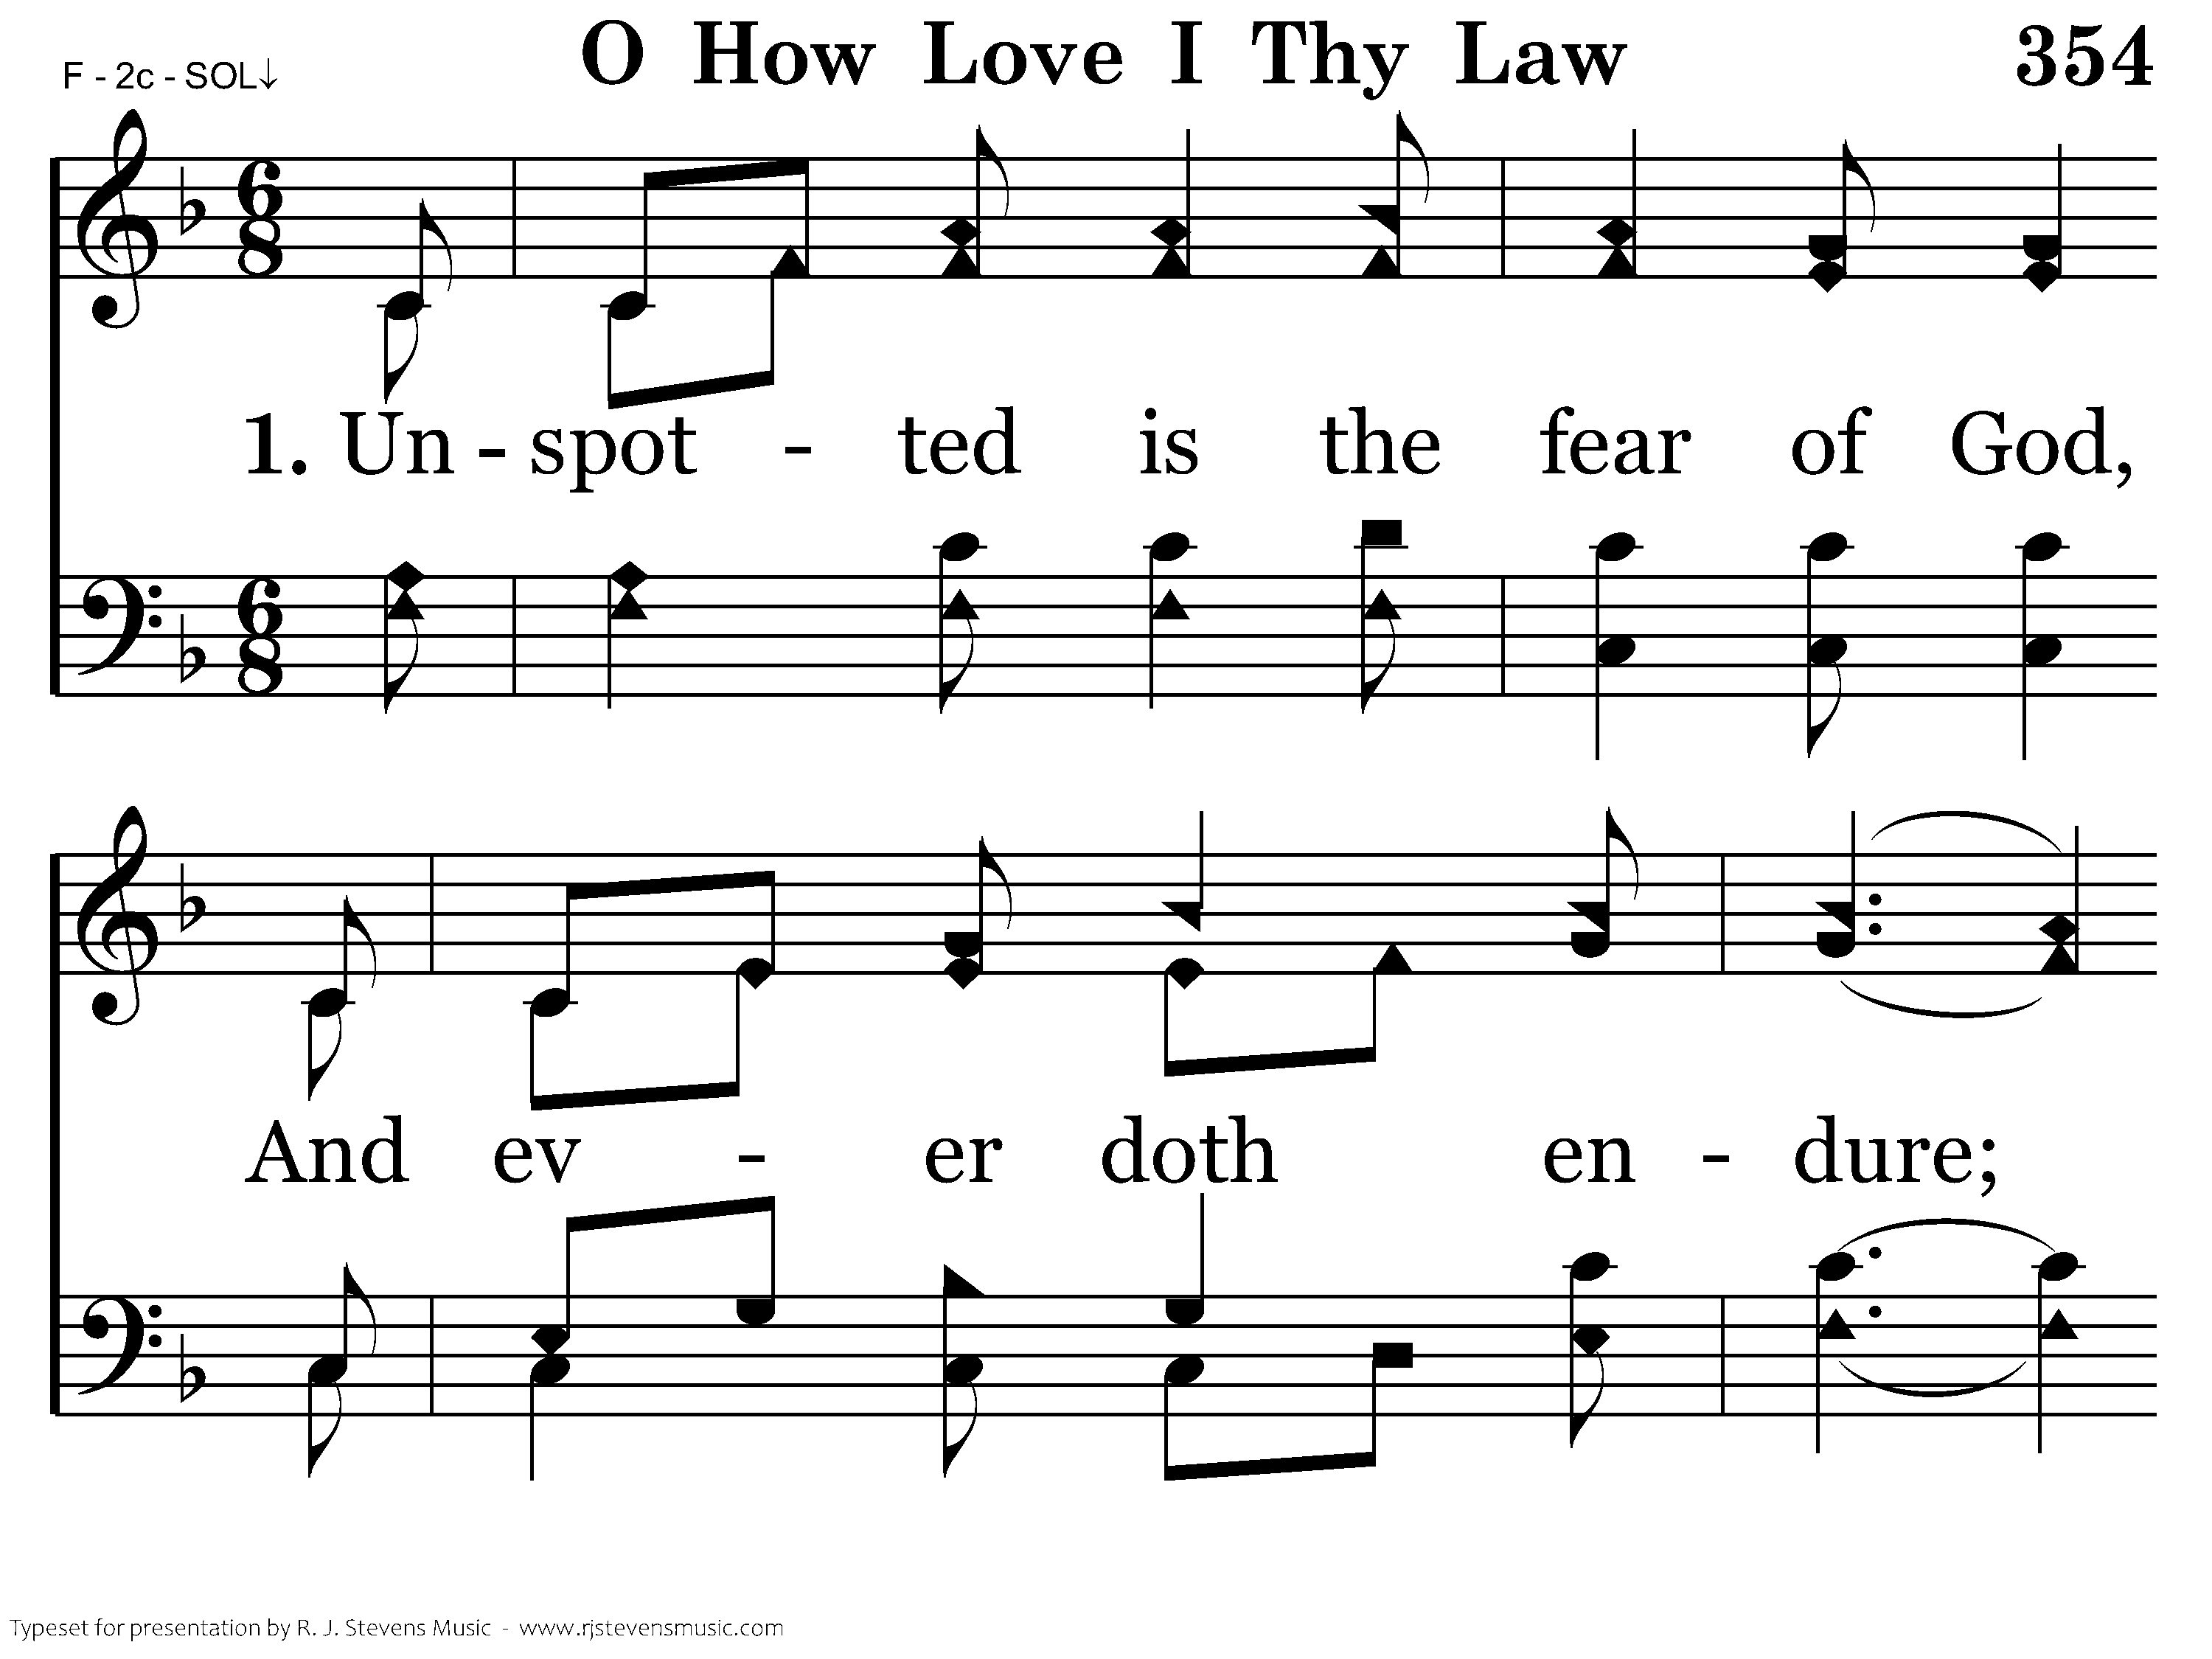 O How Love I Thy Law 354
F - 2c - SOL↓
1. Un - spot - ted is the fear of God,
And ev - er doth en - dure;
Typeset for presentation by R. J. Stevens Music - www.rjstevensmusic.com